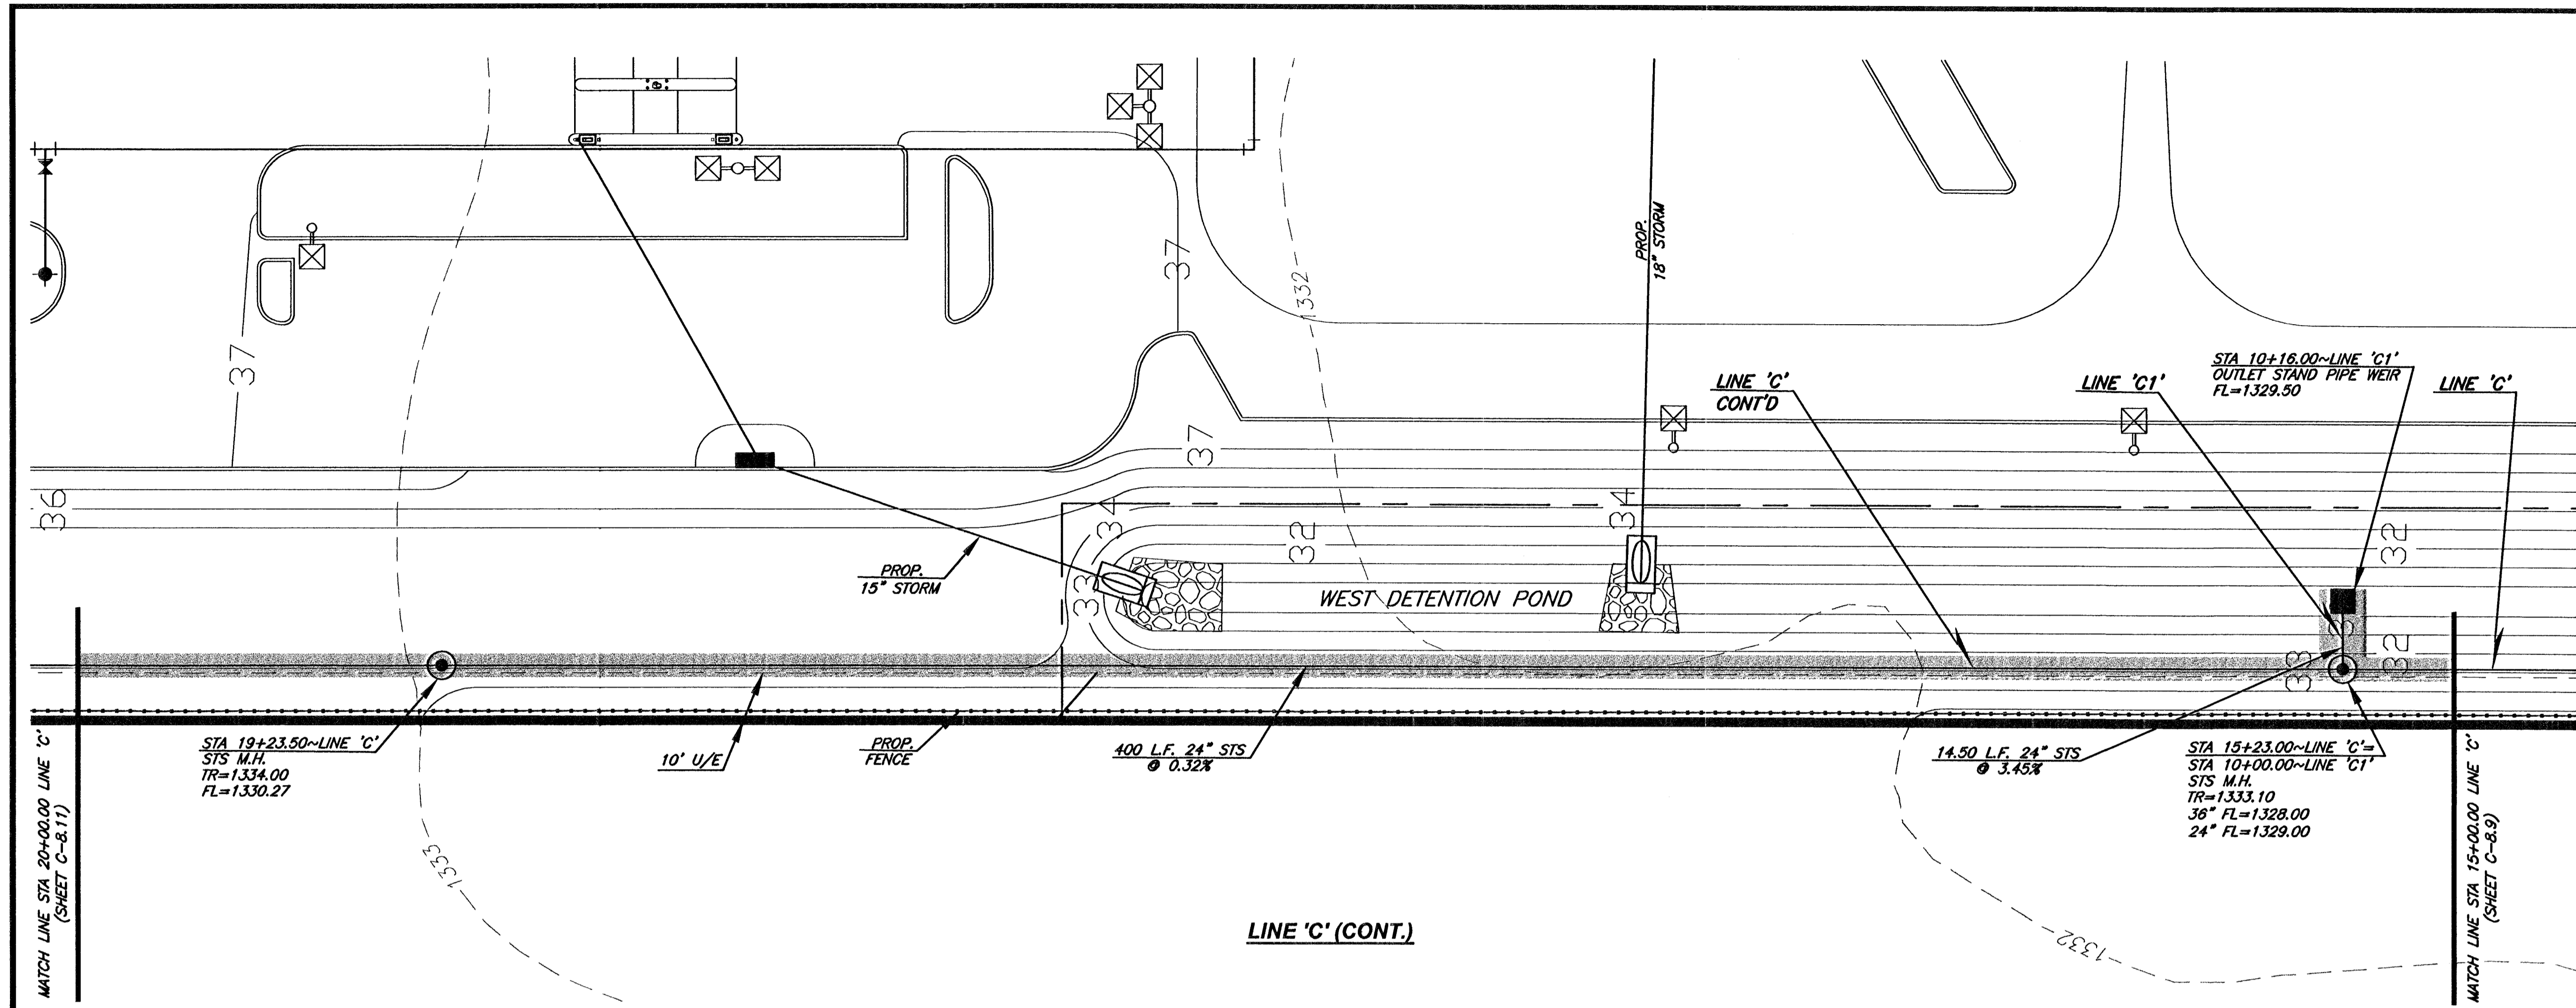 37
1332
PROP.
18" STORM
37
37
36
34
33
32
34
32
32
33
PROP.
15" STORM
WEST DETENTION POND
LINE 'C'
CONT'D
LINE 'C1'
STA 10+16.00~LINE 'C1'
OUTLET STAND PIPE WEIR
FL=1329.50
LINE 'C'
MATCH LINE STA 20+00.00 LINE 'C'
(SHEET C-8.11)
STA 19+23.50~LINE 'C'
STS M.H.
TR=1334.00
FL=1330.27
1333
10' U/E
PROP.
FENCE
400 L.F. 24" STS
@ 0.32%
14.50 L.F. 24" STS
@ 3.45%
STA 15+23.00~LINE 'C'=
STA 10+00.00~LINE 'C1'
STS M.H.
TR=1333.10
36" FL=1328.00
24" FL=1329.00
MATCH LINE STA 15+00.00 LINE 'C'
(SHEET C-8.9)
1332
LINE 'C' (CONT.)